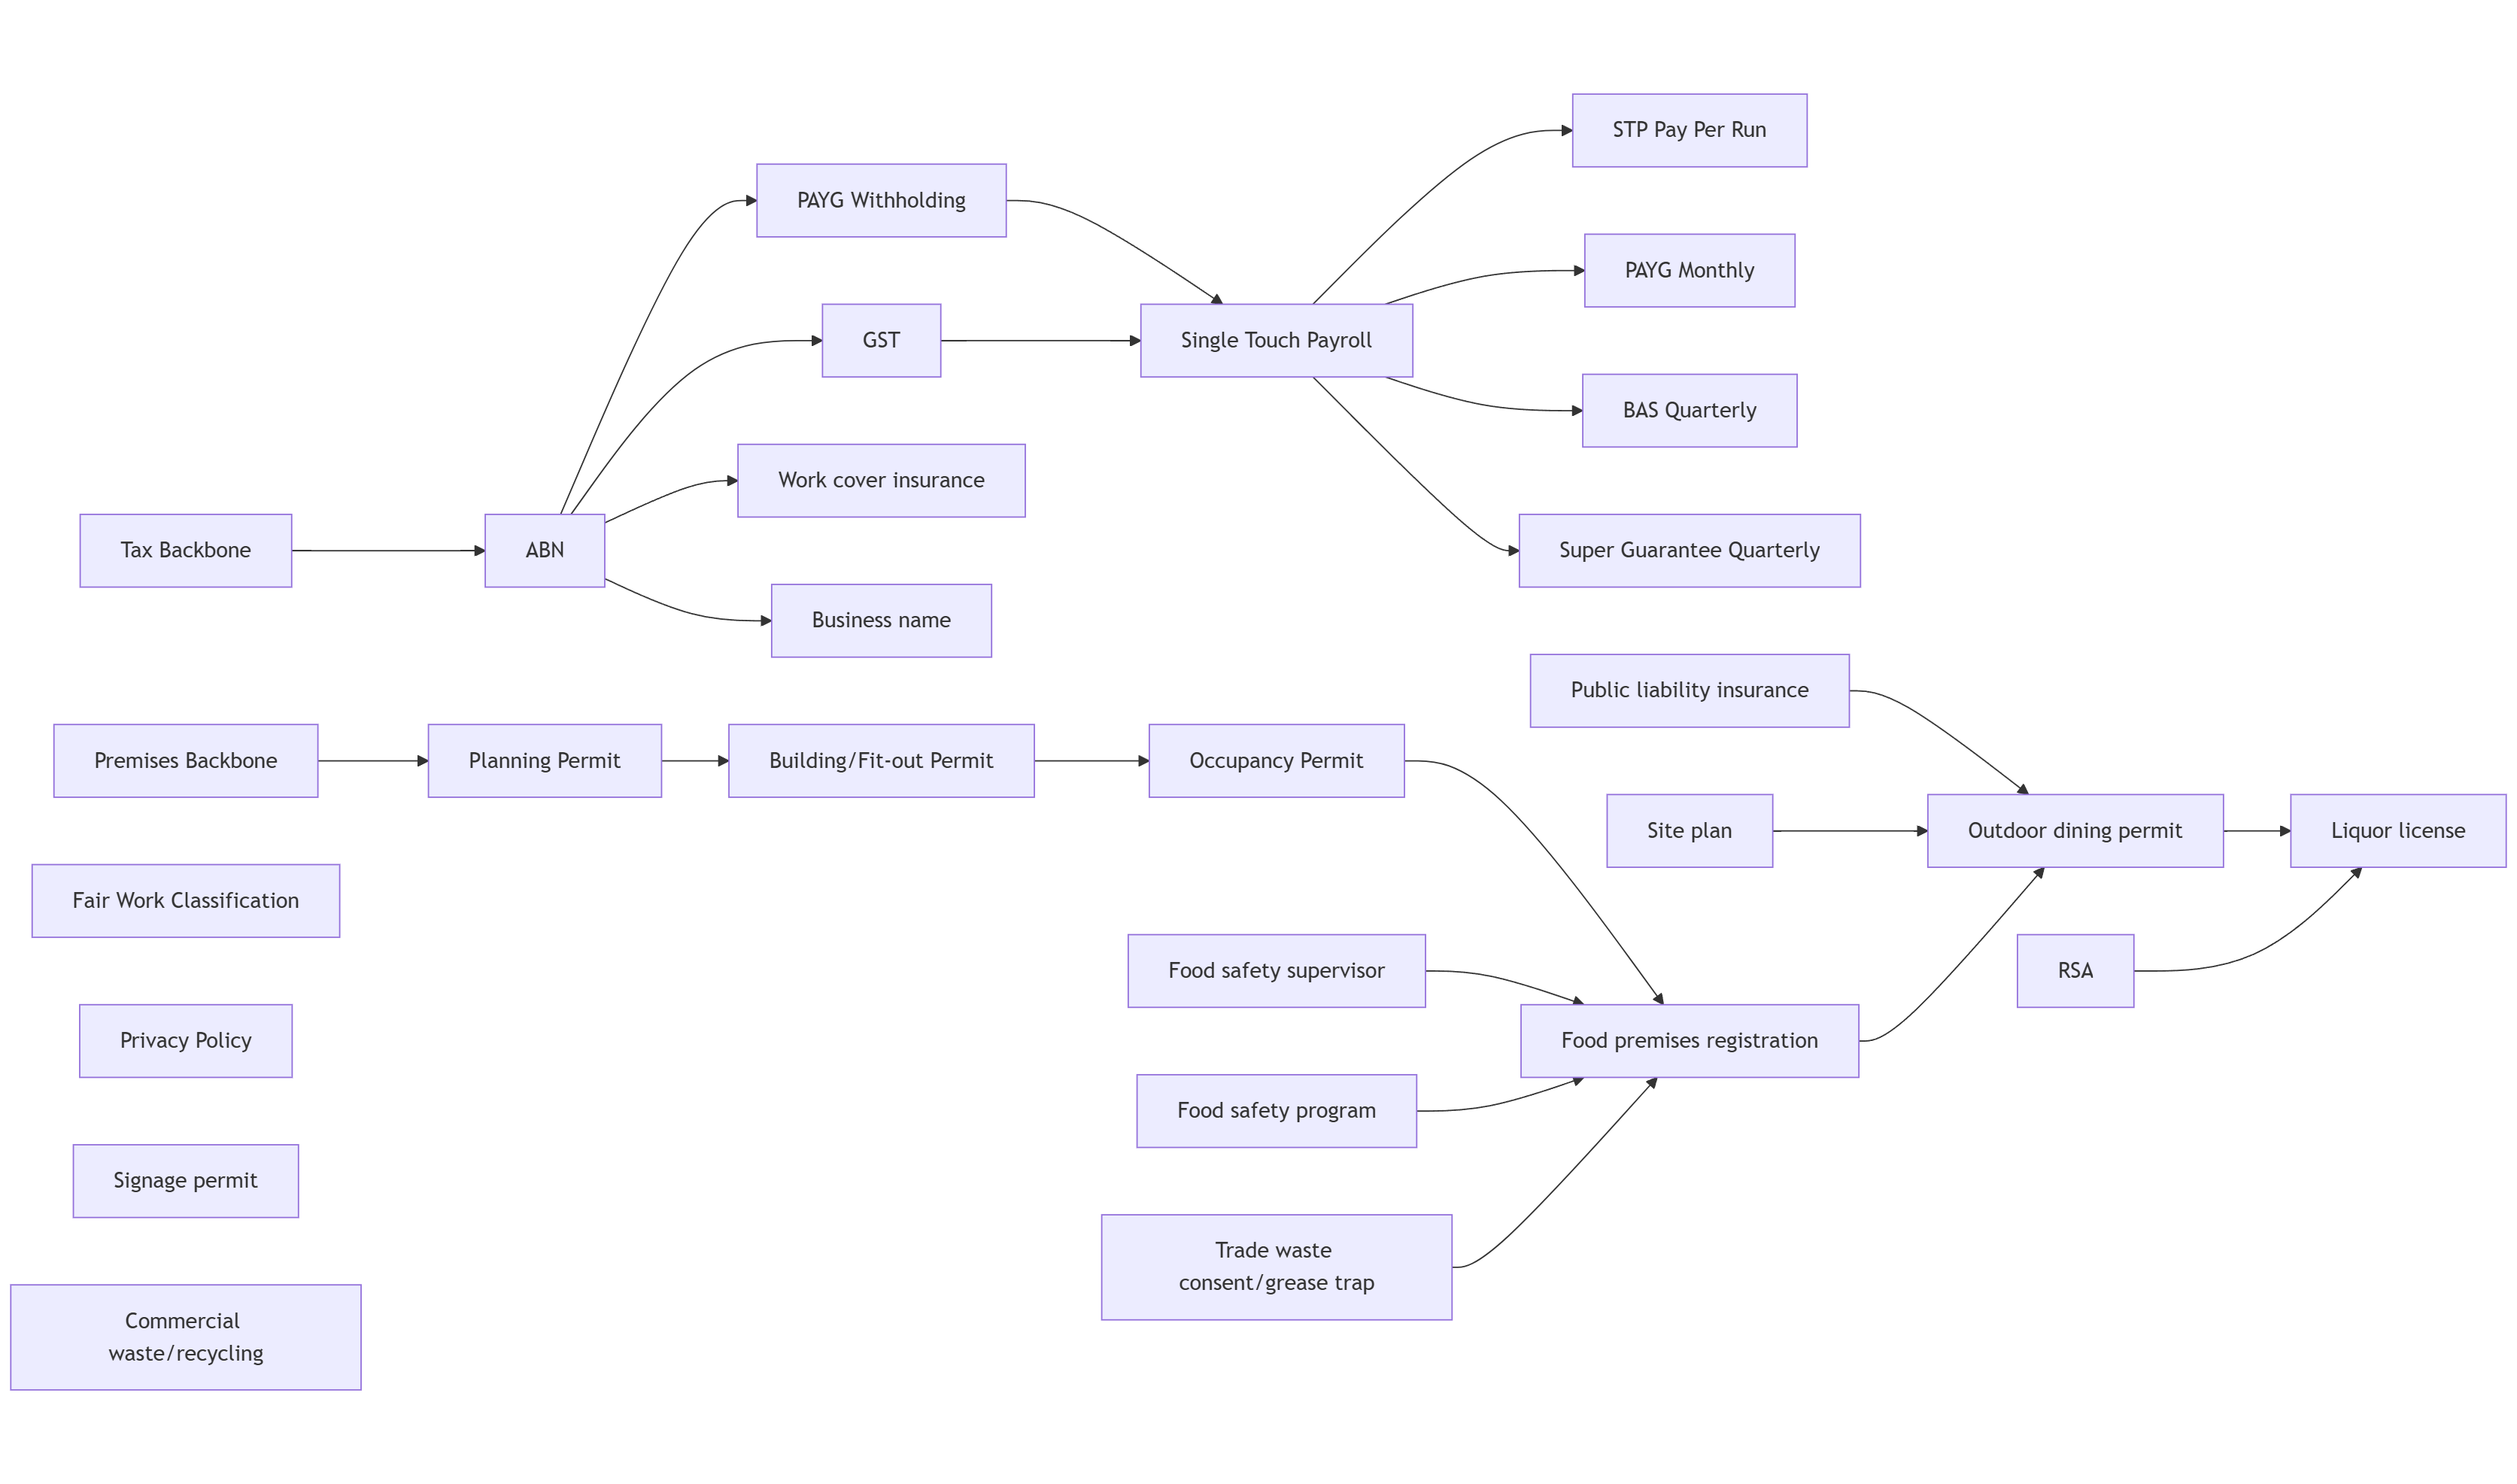 STP Pay Per Run
PAYG Withholding
PAYG Monthly
GST
Single Touch Payroll
BAS Quarterly
Work cover insurance
Tax Backbone
ABN
Super Guarantee Quarterly
Business name
Public liability insurance
Premises Backbone
Planning Permit
Building/Fit-out Permit
Occupancy Permit
Site plan
Outdoor dining permit
Liquor license
Fair Work Classification
Food safety supervisor
RSA
Privacy Policy
Food premises registration
Food safety program
Signage permit
Trade waste
consent/grease trap
Commercial
waste/recycling